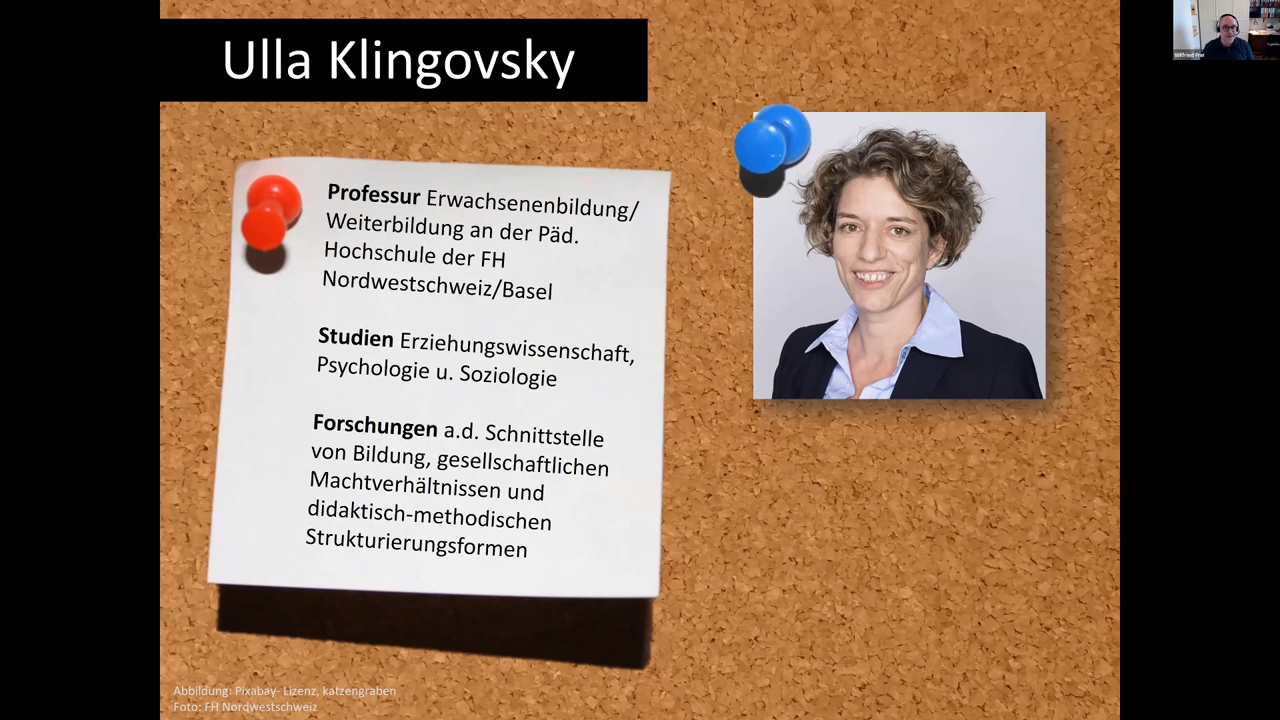 Ulla Klingovsky
Professur Erwachsenenbildung/
Weiterbildung an der Päd.
Hochschule der FH
Nordwestschweiz/Basel
Studien Erziehungswissenschaft,
Psychologie u. Soziologie
Forschungen a.d. Schnittstelle
von Bildung, gesellschaftlichen
Machtverhältnissen und
didaktisch-methodischen
Strukturierungsformen
Abbildung: Pixabay- Lizenz, katzengraben
Foto: FH Nordwestschweiz
Wilfried